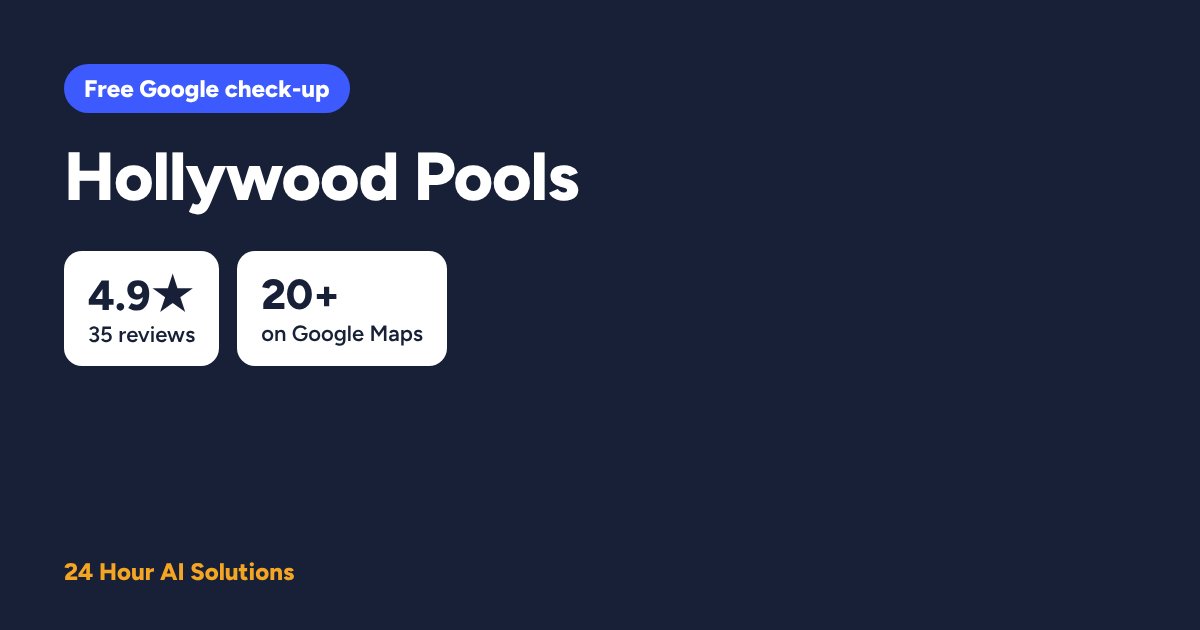 Free Google check-up
Hollywood Pools
4.9★
35 reviews
20+
on Google Maps
24 Hour AI Solutions